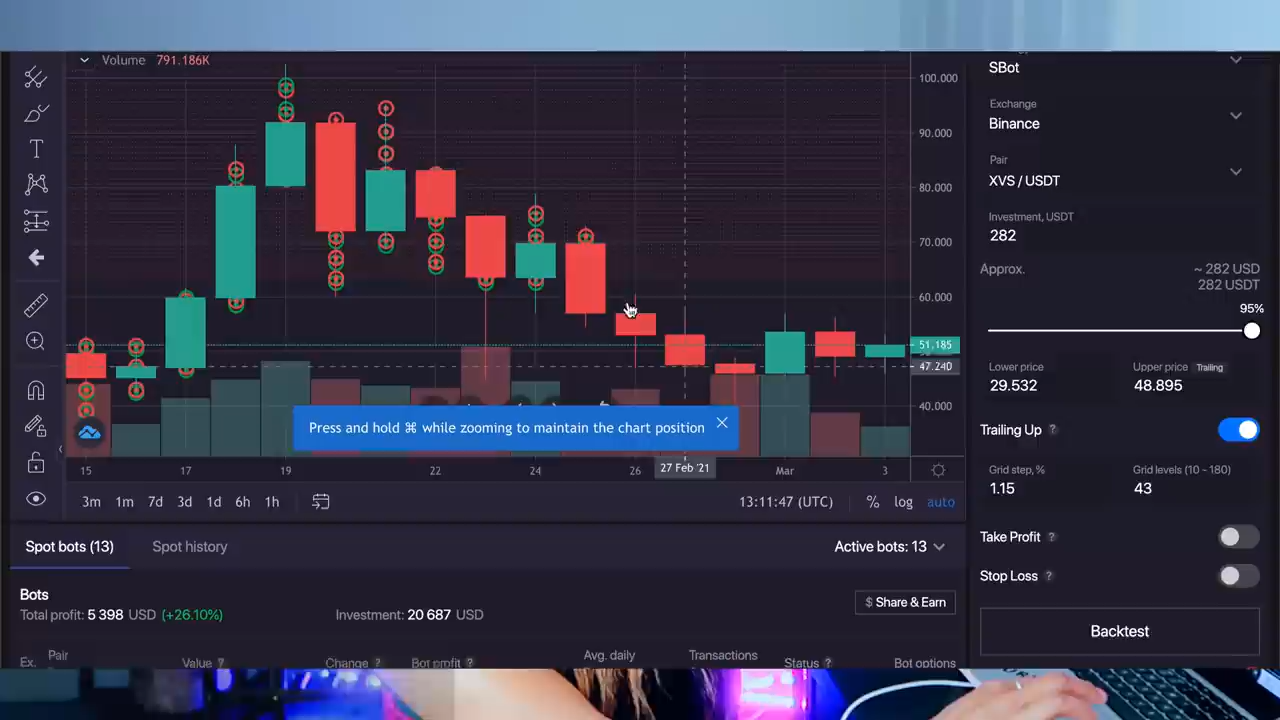 Volume 791.186K
100.000
90.000
80.000
70.000
60.000
51.185
47.240
40.000
Press and hold ⌘ while zooming to maintain the chart position
15 17 19 22 24 26 27 Feb '21 Mar 3
3m 1m 7d 3d 1d 6h 1h 13:11:47 (UTC) % log auto
Spot bots (13) Spot history Active bots: 13
Bots
Total profit: 5 398 USD (+26.10%) Investment: 20 687 USD
$ Share & Earn
Ex. Pair Value ? Change ? Bot profit ? Avg. daily Transactions Status ? Bot options
SBot
Exchange
Binance
Pair
XVS / USDT
Investment, USDT
282
Approx. ~ 282 USD
282 USDT
95%
Lower price Upper price Trailing
29.532 48.895
Trailing Up ?
Grid step, % Grid levels (10 ~ 180)
1.15 43
Take Profit ?
Stop Loss ?
Backtest